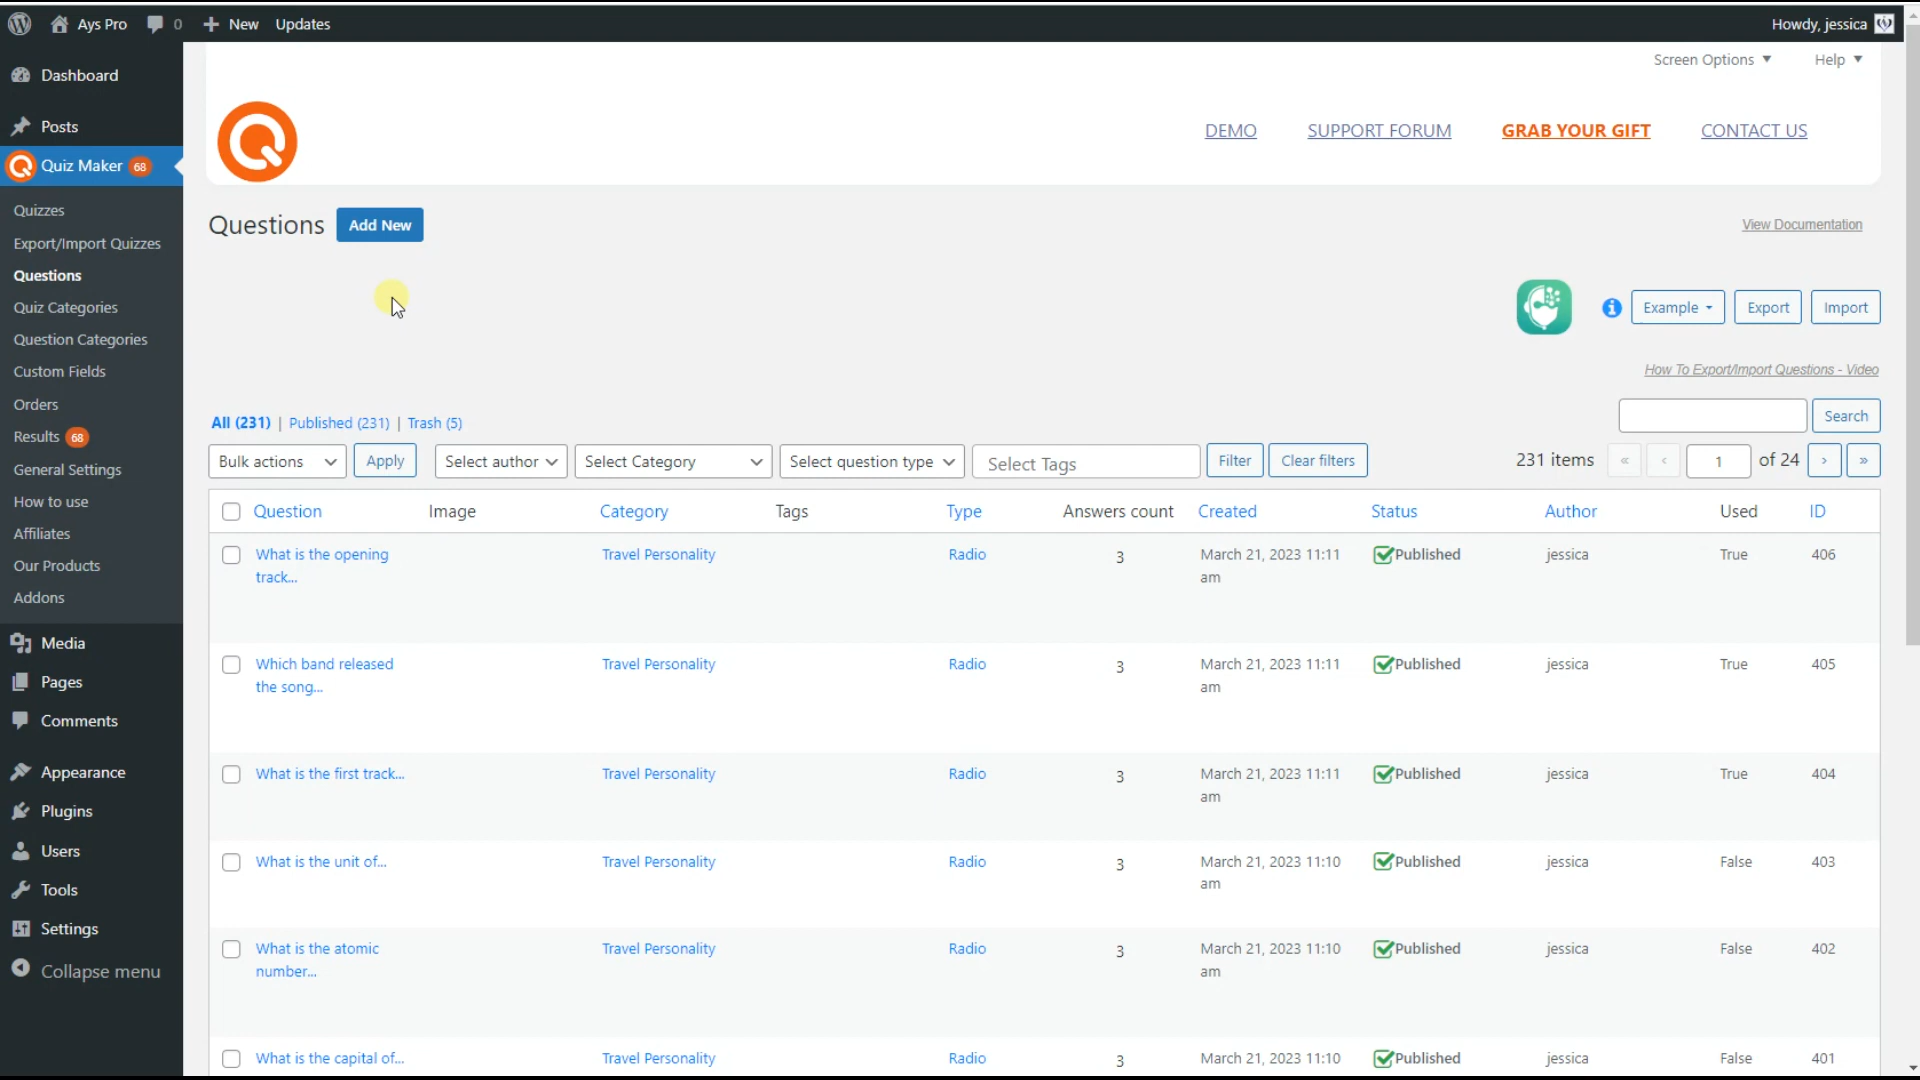 Ays Pro 0 New Updates Howdy, jessica
Screen Options Help
Dashboard
Posts
Quiz Maker 68
Quizzes
Export/Import Quizzes
Questions
Quiz Categories
Question Categories
Custom Fields
Orders
Results 68
General Settings
How to use
Affiliates
Our Products
Addons
Media
Pages
Comments
Appearance
Plugins
Users
Tools
Settings
Collapse menu
DEMO SUPPORT FORUM GRAB YOUR GIFT CONTACT US
Questions Add New View Documentation
Example Export Import
How To Export/Import Questions - Video
All (231) | Published (231) | Trash (5)
Search
Bulk actions Apply Select author Select Category Select question type Select Tags Filter Clear filters 231 items « ‹ 1 of 24 › »
Question Image Category Tags Type Answers count Created Status Author Used ID
What is the opening Travel Personality Radio 3 March 21, 2023 11:11 Published jessica True 406
track... am
Which band released Travel Personality Radio 3 March 21, 2023 11:11 Published jessica True 405
the song... am
What is the first track... Travel Personality Radio 3 March 21, 2023 11:11 Published jessica True 404
am
What is the unit of... Travel Personality Radio 3 March 21, 2023 11:10 Published jessica False 403
am
What is the atomic Travel Personality Radio 3 March 21, 2023 11:10 Published jessica False 402
number... am
What is the capital of... Travel Personality Radio 3 March 21, 2023 11:10 Published jessica False 401